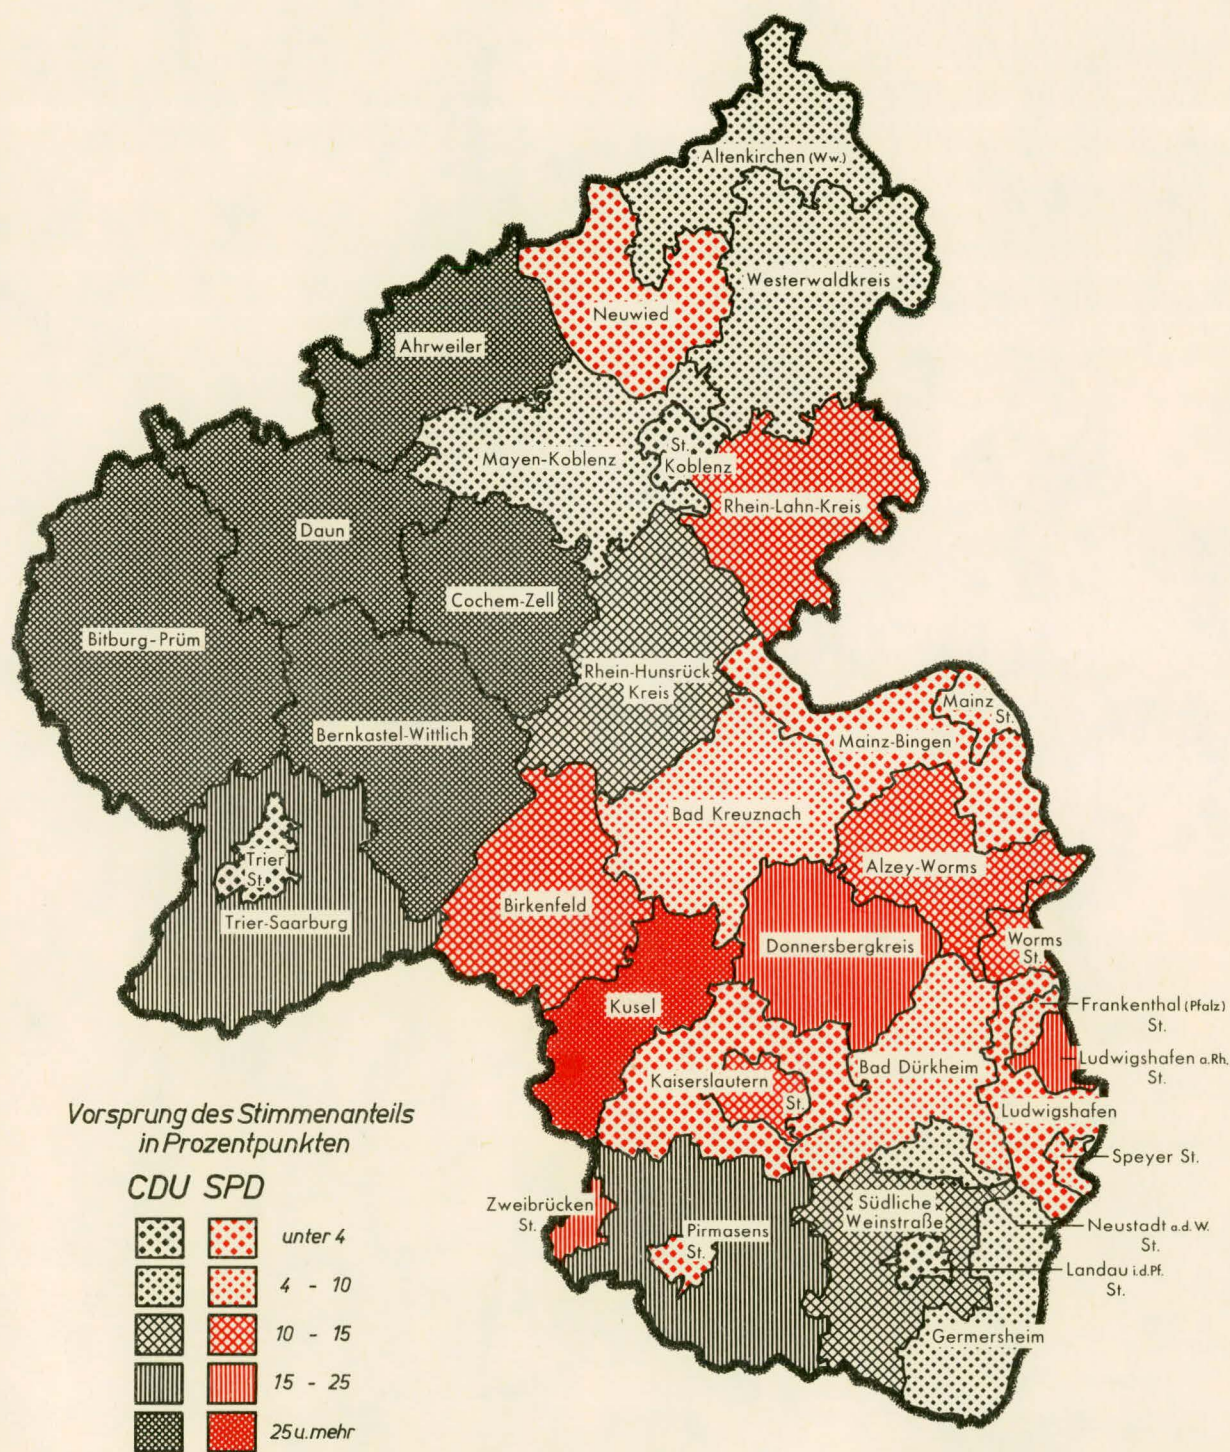 Altenkirchen (Ww.)
Westerwaldkreis
Neuwied
Ahrweiler
Mayen-Koblenz
St.
Koblenz
Rhein-Lahn-Kreis
Daun
Cochem-Zell
Bitburg-Prüm
Rhein-Hunsrück
Kreis
Mainz
St.
Bernkastel-Wittlich
Mainz-Bingen
Bad Kreuznach
Trier
St.
Alzey-Worms
Birkenfeld
Trier-Saarburg
Donnersbergkreis
Worms
St.
Kusel
Frankenthal (Pfalz)
St.
Ludwigshafen a.Rh.
St.
Bad Dürkheim
Kaiserslautern
St.
Ludwigshafen
Speyer St.
Zweibrücken
St.
Südliche
Weinstraße
Pirmasens
St.
Neustadt a.d.W.
St.
Landau i.d.Pf.
St.
Germersheim
Vorsprung des Stimmenanteils
in Prozentpunkten
CDU SPD
unter 4
4 - 10
10 - 15
15 - 25
25 u. mehr